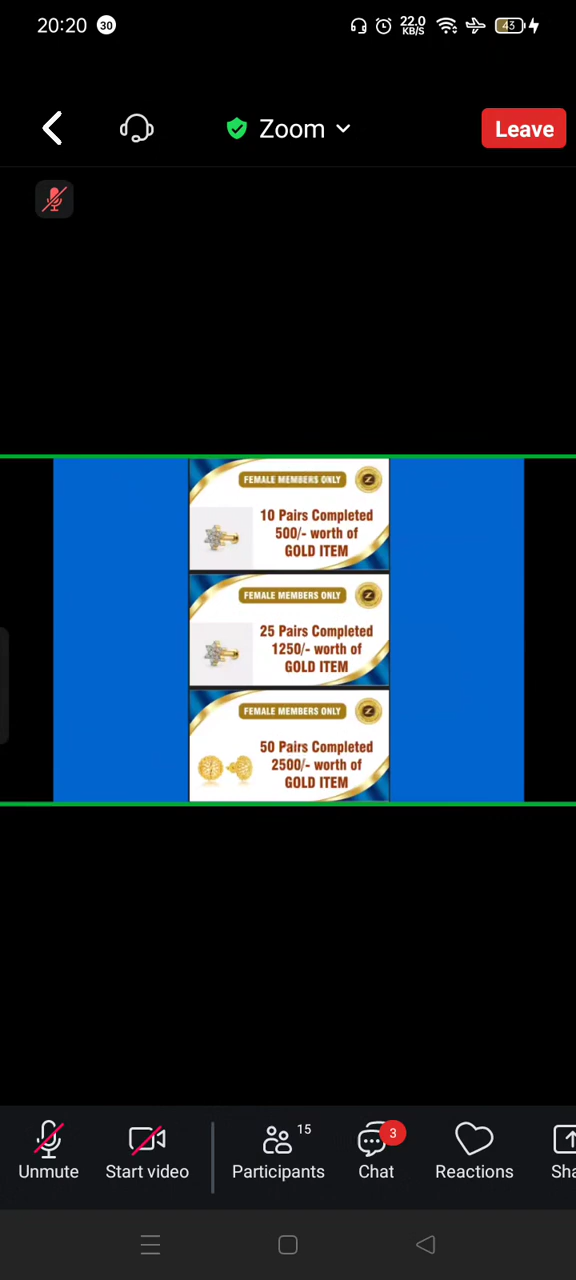 20:20 30 22.0 KB/S 43
Zoom Leave
FEMALE MEMBERS ONLY Z
10 Pairs Completed
500/- worth of
GOLD ITEM
FEMALE MEMBERS ONLY Z
25 Pairs Completed
1250/- worth of
GOLD ITEM
FEMALE MEMBERS ONLY Z
50 Pairs Completed
2500/- worth of
GOLD ITEM
15 3
Unmute Start video Participants Chat Reactions Sha